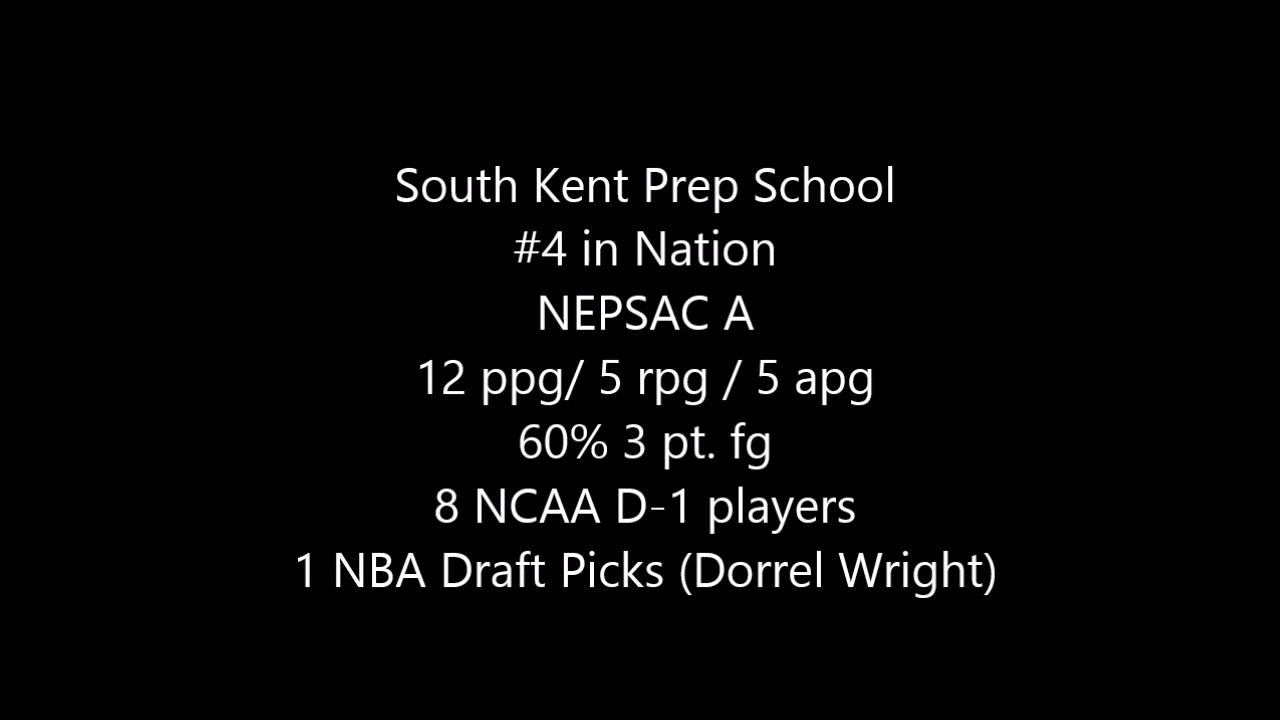 South Kent Prep School
#4 in Nation
NEPSAC A
12 ppg/ 5 rpg / 5 apg
60% 3 pt. fg
8 NCAA D-1 players
1 NBA Draft Picks (Dorrel Wright)